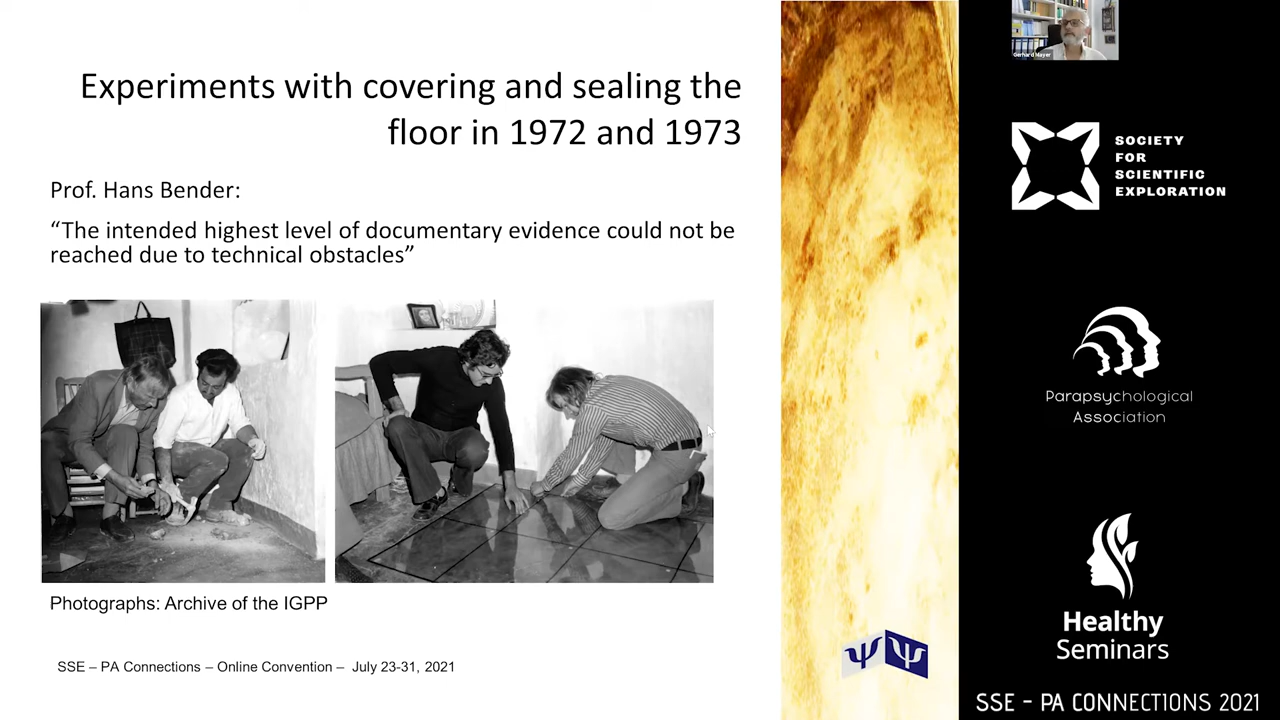 Experiments with covering and sealing the
floor in 1972 and 1973
Prof. Hans Bender:
“The intended highest level of documentary evidence could not be
reached due to technical obstacles”
Photographs: Archive of the IGPP
SSE – PA Connections – Online Convention – July 23-31, 2021
Gerhard Mayer
SOCIETY
FOR
SCIENTIFIC
EXPLORATION
Parapsychological
Association
Healthy
Seminars
SSE - PA CONNECTIONS 2021